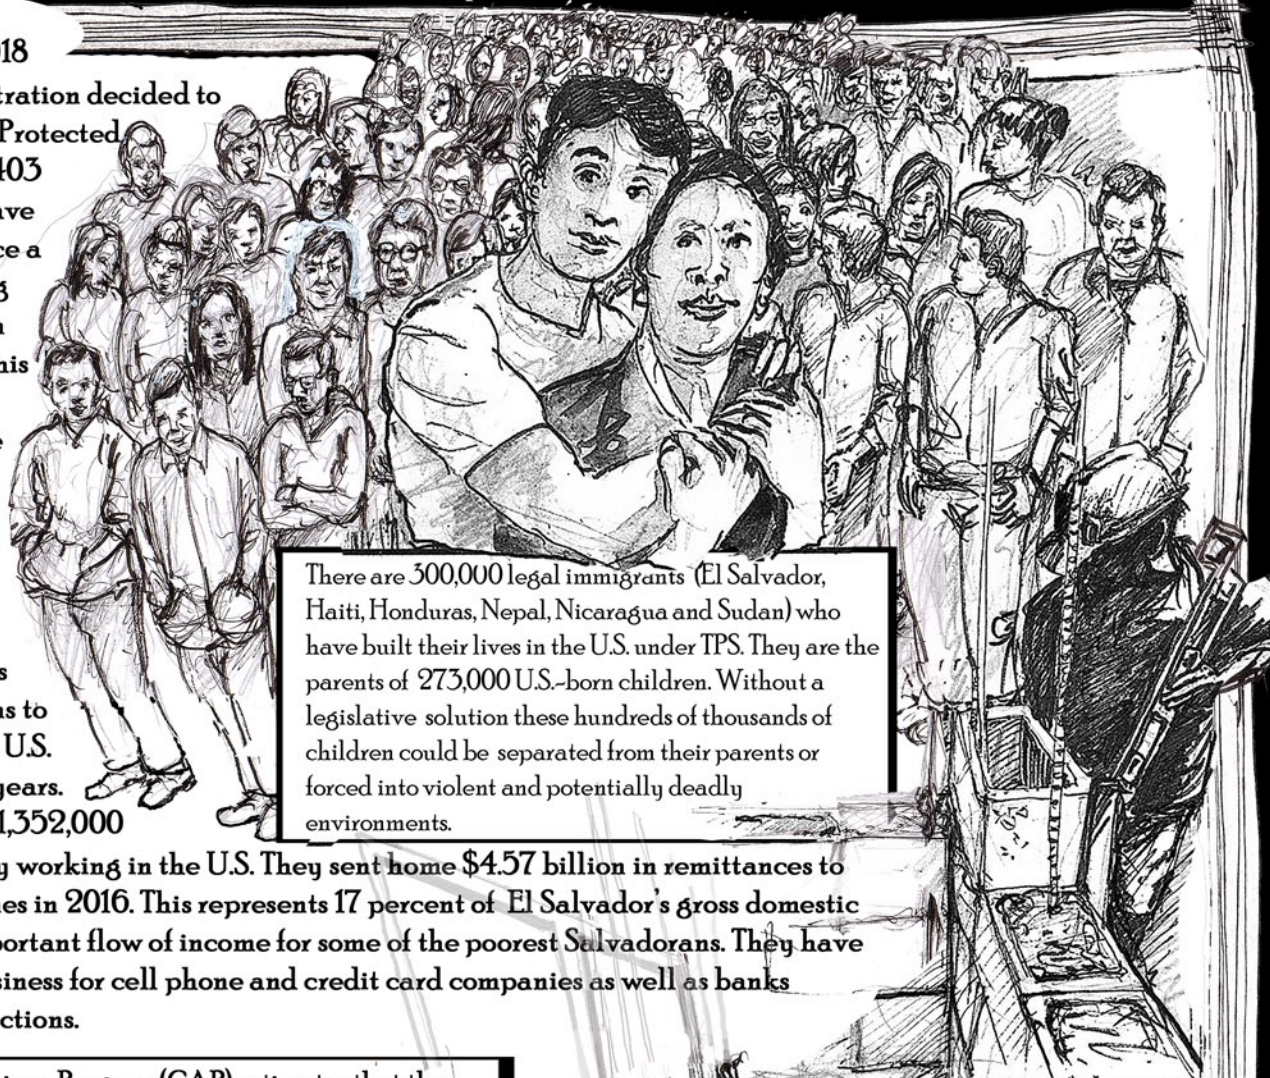 18
tration decided to
Protected
403
ave
ce a
his
There are 300,000 legal immigrants (El Salvador,
Haiti, Honduras, Nepal, Nicaragua and Sudan) who
have built their lives in the U.S. under TPS. They are the
parents of 273,000 U.S.-born children. Without a
legislative solution these hundreds of thousands of
children could be separated from their parents or
forced into violent and potentially deadly
environments.
s
ns to
U.S.
years.
1,352,000
y working in the U.S. They sent home $4.57 billion in remittances to
es in 2016. This represents 17 percent of El Salvador's gross domestic
portant flow of income for some of the poorest Salvadorans. They have
siness for cell phone and credit card companies as well as banks
ctions.
(CAP)